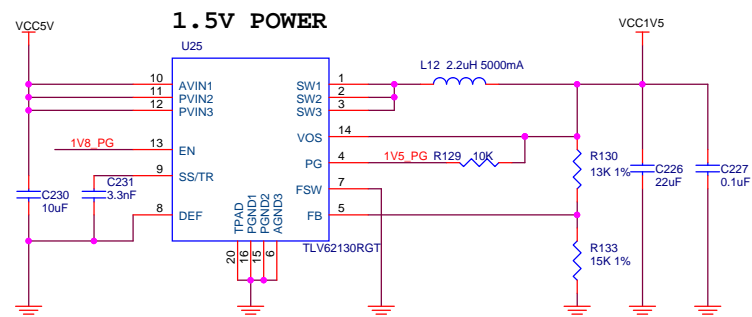 1.5V POWER
VCC5V
VCC1V5
U25
L12 2.2uH 5000mA
10 AVIN1
11 PVIN2
12 PVIN3
13 EN
9 SS/TR
8 DEF
SW1 1
SW2 2
SW3 3
VOS 14
PG 4
FSW 7
FB 5
1V8_PG
1V5_PG R129 10K
C231
3.3nF
C230
10uF
R130
13K 1%
C226
22uF
C227
0.1uF
R133
15K 1%
TPAD 20
PGND1 16
PGND2 15
AGND3 6
TLV62130RGT